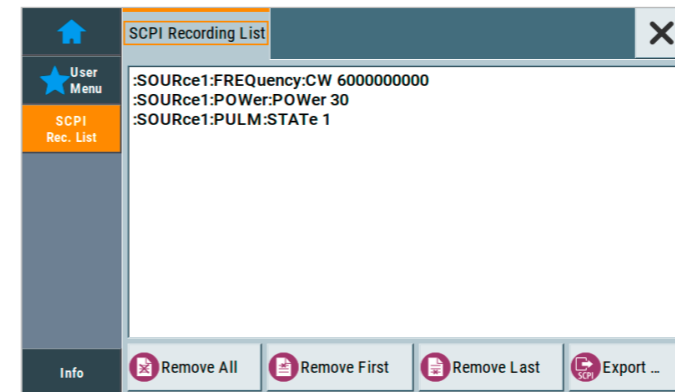 SCPI Recording List
User
Menu
:SOURce1:FREQuency:CW 6000000000
:SOURce1:POWer:POWer 30
:SOURce1:PULM:STATe 1
SCPI
Rec. List
Info
Remove All
Remove First
Remove Last
SCPI
Export ...